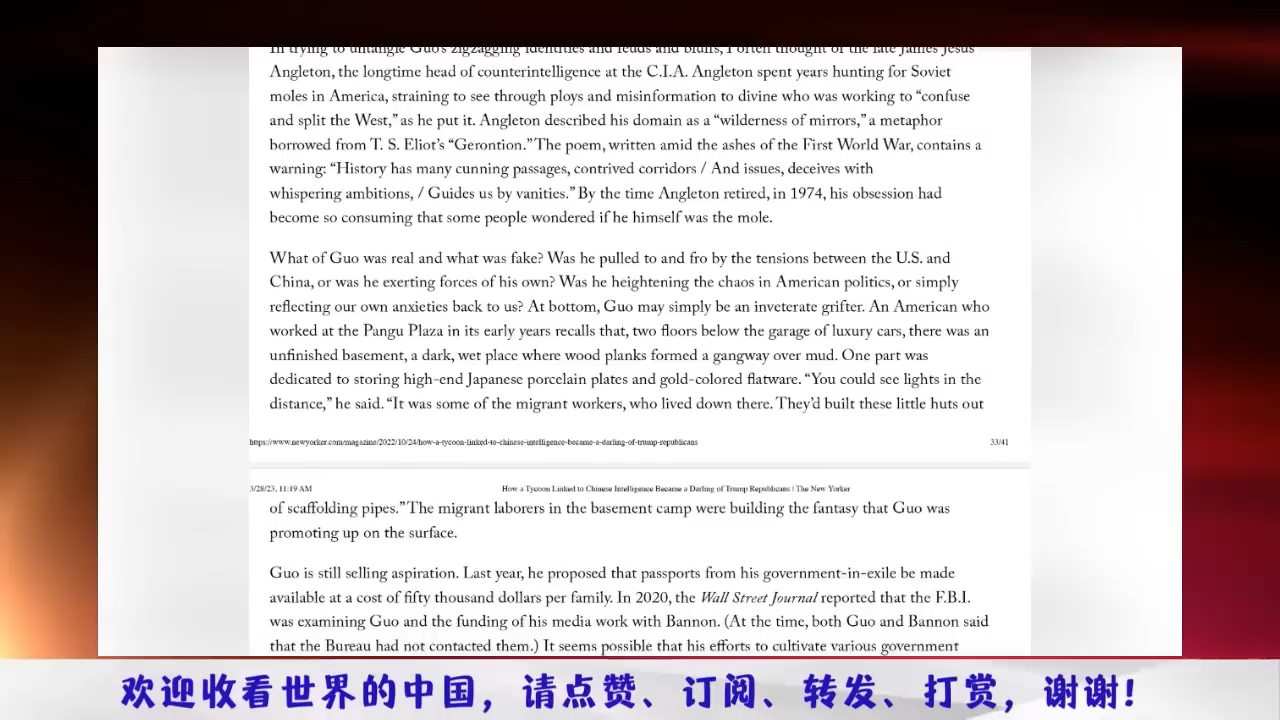 In trying to untangle Guo's zigzagging identities and feuds and bluffs, I often thought of the late James Jesus
Angleton, the longtime head of counterintelligence at the C.I.A. Angleton spent years hunting for Soviet
moles in America, straining to see through ploys and misinformation to divine who was working to “confuse
and split the West,” as he put it. Angleton described his domain as a “wilderness of mirrors,” a metaphor
borrowed from T. S. Eliot’s “Gerontion.” The poem, written amid the ashes of the First World War, contains a
warning: “History has many cunning passages, contrived corridors / And issues, deceives with
whispering ambitions, / Guides us by vanities.” By the time Angleton retired, in 1974, his obsession had
become so consuming that some people wondered if he himself was the mole.
What of Guo was real and what was fake? Was he pulled to and fro by the tensions between the U.S. and
China, or was he exerting forces of his own? Was he heightening the chaos in American politics, or simply
reflecting our own anxieties back to us? At bottom, Guo may simply be an inveterate grifter. An American who
worked at the Pangu Plaza in its early years recalls that, two floors below the garage of luxury cars, there was an
unfinished basement, a dark, wet place where wood planks formed a gangway over mud. One part was
dedicated to storing high-end Japanese porcelain plates and gold-colored flatware. “You could see lights in the
distance,” he said. “It was some of the migrant workers, who lived down there. They’d built these little huts out
https://www.newyorker.com/magazine/2022/10/24/how-a-tycoon-linked-to-chinese-intelligence-became-a-darling-of-trump-republicans 33/41
3/28/23, 11:19 AM How a Tycoon Linked to Chinese Intelligence Became a Darling of Trump Republicans | The New Yorker
of scaffolding pipes.” The migrant laborers in the basement camp were building the fantasy that Guo was
promoting up on the surface.
Guo is still selling aspiration. Last year, he proposed that passports from his government-in-exile be made
available at a cost of fifty thousand dollars per family. In 2020, the Wall Street Journal reported that the F.B.I.
was examining Guo and the funding of his media work with Bannon. (At the time, both Guo and Bannon said
that the Bureau had not contacted them.) It seems possible that his efforts to cultivate various government
欢迎收看世界的中国，请点赞、订阅、转发、打赏，谢谢！